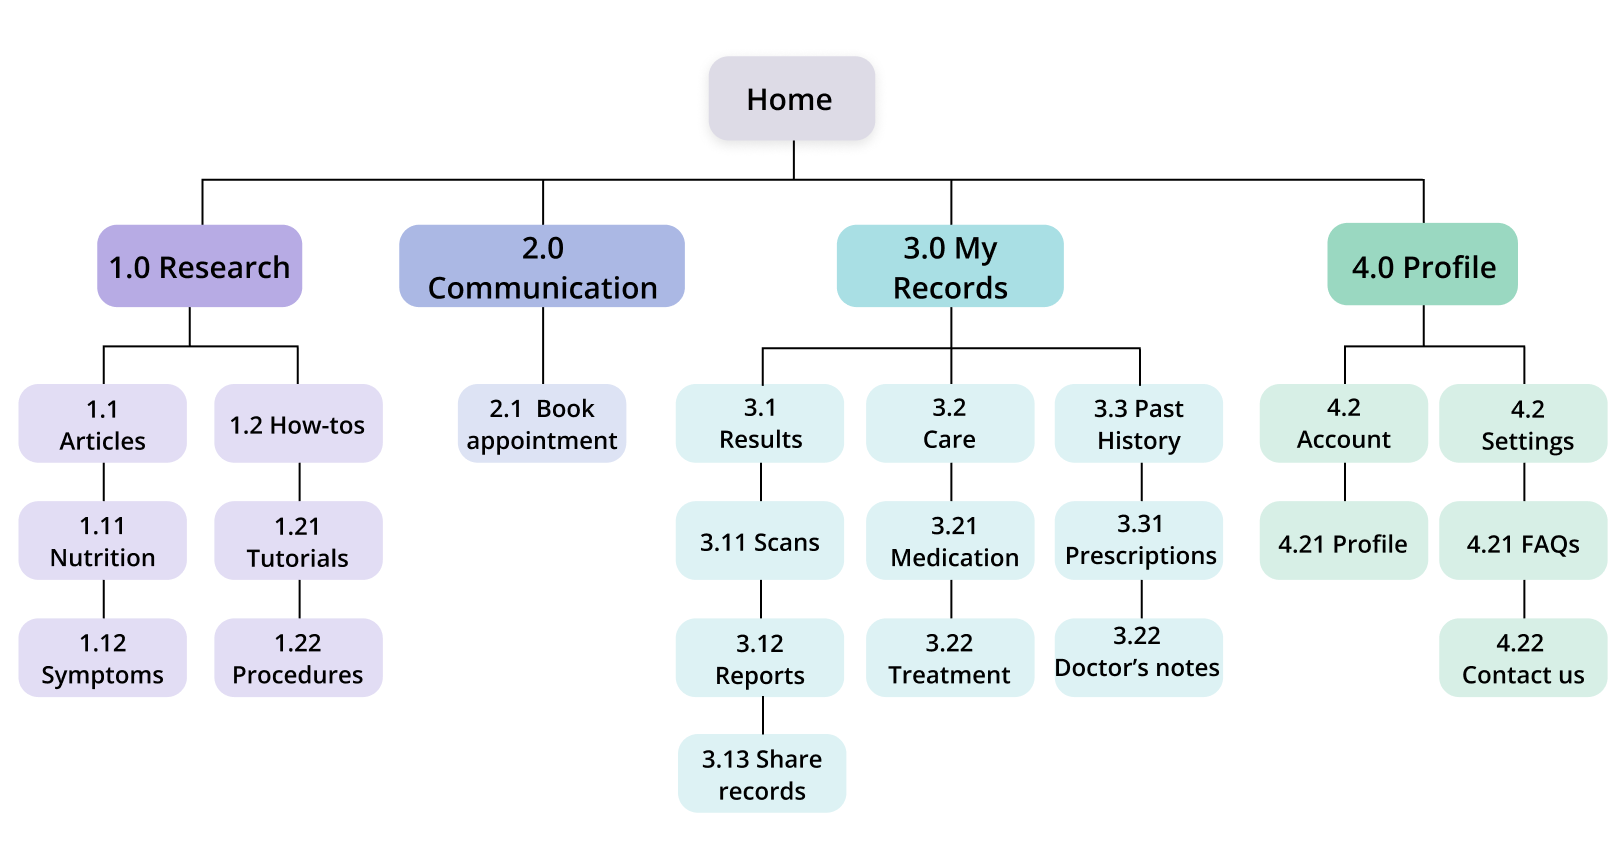 Home
1.0 Research
2.0
Communication
3.0 My
Records
4.0 Profile
1.1
Articles
1.2 How-tos
2.1  Book
appointment
3.1
Results
3.2
Care
3.3 Past
History
4.2
Account
4.2
Settings
1.11
Nutrition
1.21
Tutorials
3.11 Scans
3.21
Medication
3.31
Prescriptions
4.21 Profile
4.21 FAQs
1.12
Symptoms
1.22
Procedures
3.12
Reports
3.22
Treatment
3.22
Doctor’s notes
4.22
Contact us
3.13 Share
records